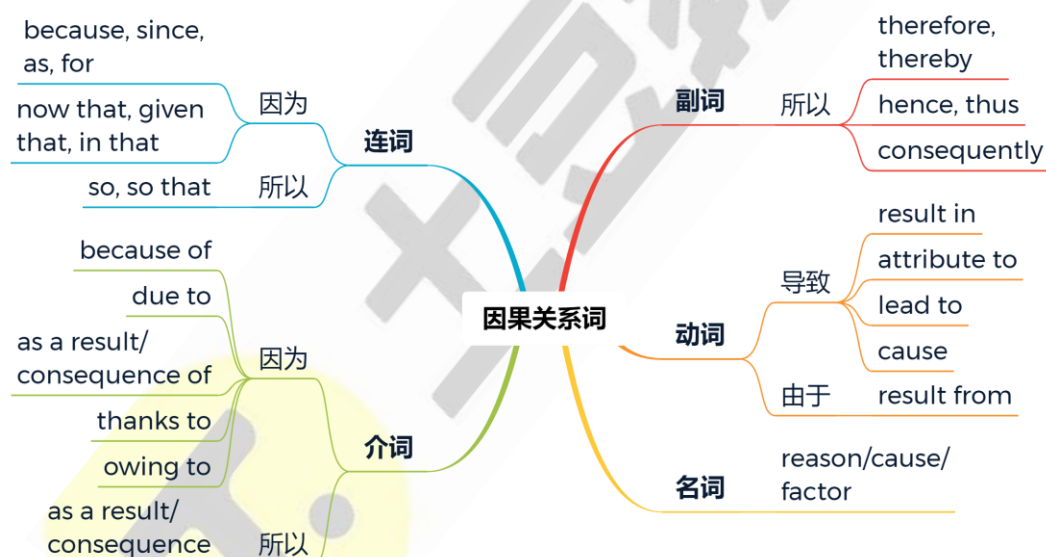 因果关系词
连词
因为
because, since,
as, for
now that, given
that, in that
所以
so, so that
介词
因为
because of
due to
as a result/
consequence of
thanks to
owing to
所以
as a result/
consequence
副词
所以
therefore,
thereby
hence, thus
consequently
动词
导致
result in
attribute to
lead to
cause
由于
result from
名词
reason/cause/
factor